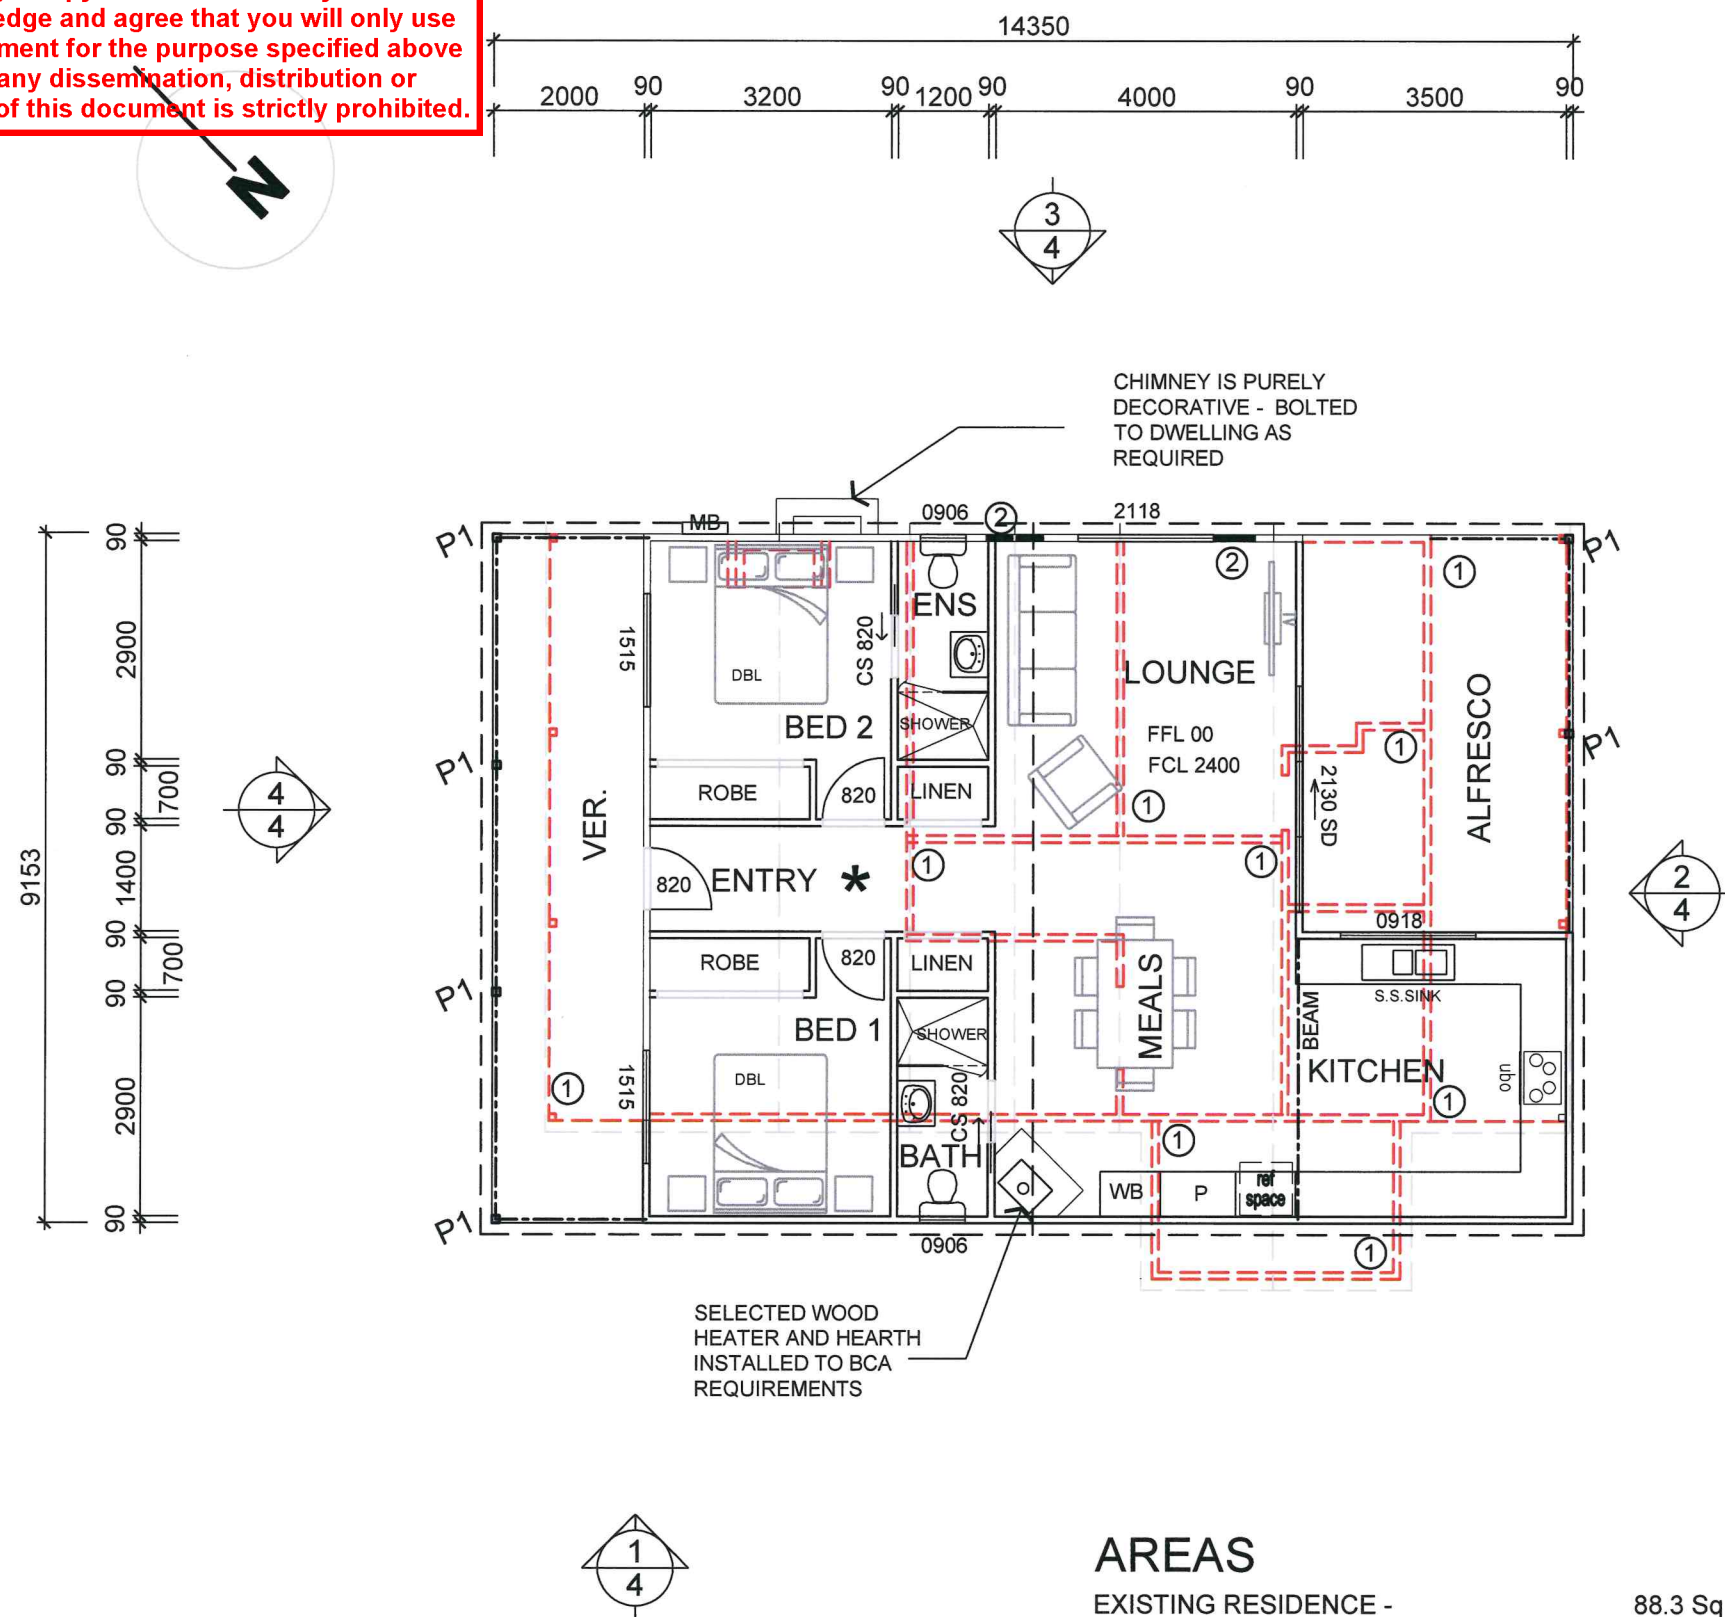 edge and agree that you will only use
ment for the purpose specified above
any dissemination, distribution or
of this document is strictly prohibited.
14350
2000 90 3200 90 1200 90 4000 90 3500 90
N
3
4
CHIMNEY IS PURELY
DECORATIVE - BOLTED
TO DWELLING AS
REQUIRED
9153
90
2900
90
700
90
1400
90
700
90
2900
90
P1
P1
P1
P1
P1
P1
MB
0906
2
2118
2
1
ENS
CS 820
1515
DBL
BED 2
SHOWER
LOUNGE
FFL 00
FCL 2400
ALFRESCO
1
2130 SD
ROBE
820
LINEN
1
VER.
4
4
820
ENTRY *
1
1
2
4
0918
ROBE
820
LINEN
MEALS
S.S.SINK
BEAM
BED 1
SHOWER
KITCHEN
ubo
DBL
1515
1
CS 820
1
BATH
1
WB
P
ref
space
0906
1
SELECTED WOOD
HEATER AND HEARTH
INSTALLED TO BCA
REQUIREMENTS
1
4
AREAS
EXISTING RESIDENCE - 88.3 Sq